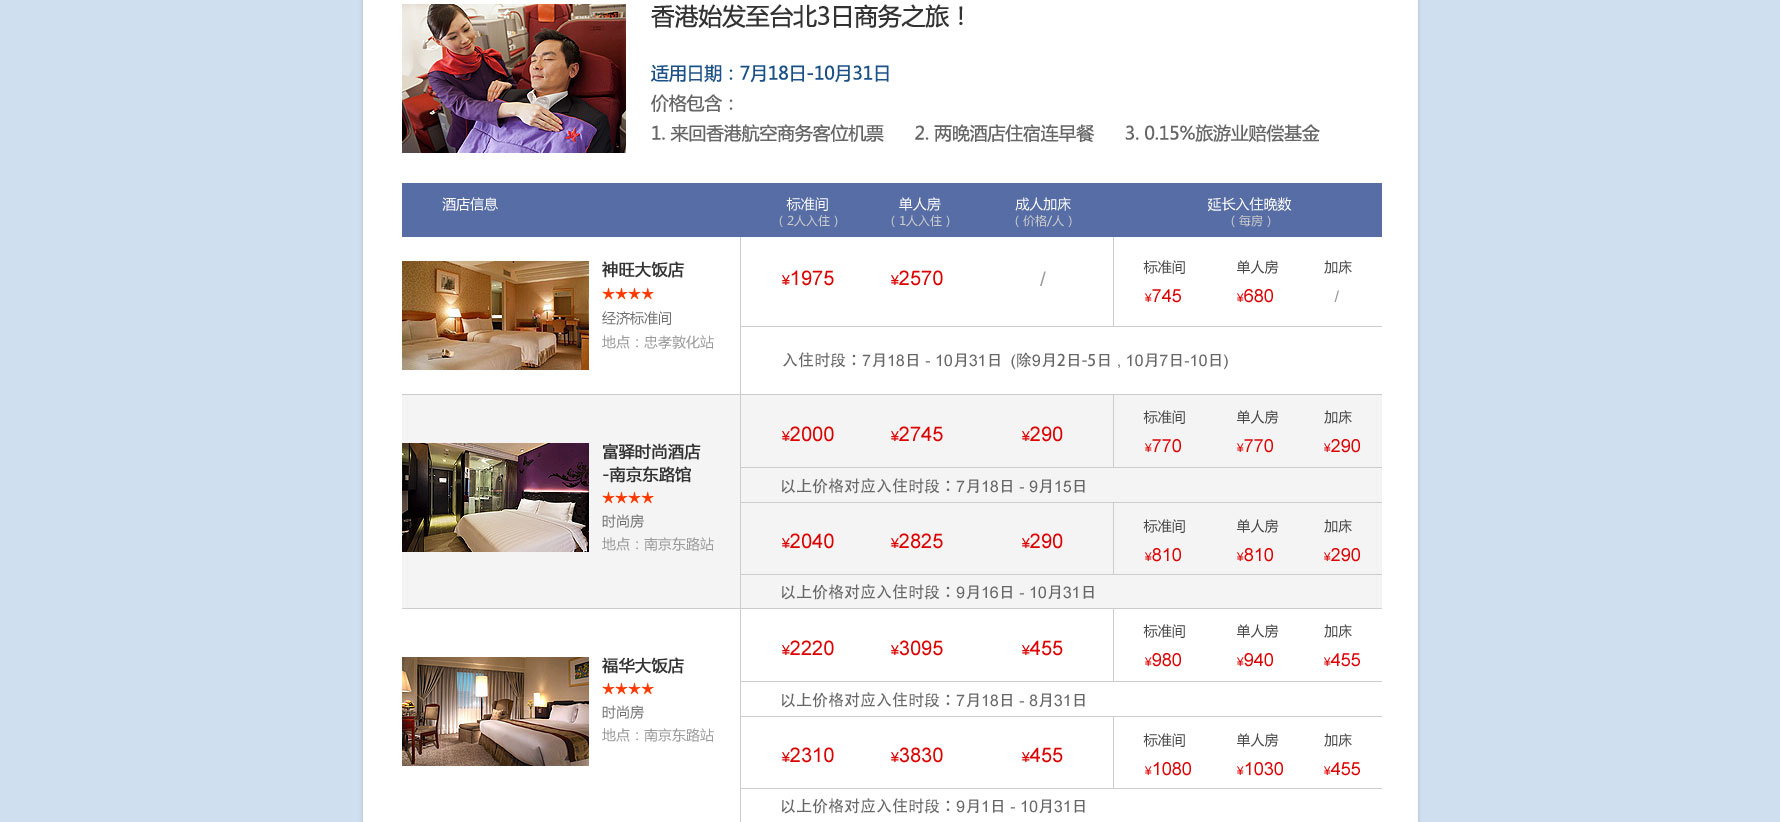 香港始发至台北3日商务之旅！
适用日期：7月18日-10月31日
价格包含：
1. 来回香港航空商务客位机票 2. 两晚酒店住宿连早餐 3. 0.15%旅游业赔偿基金
酒店信息 标准间 单人房 成人加床 延长入住晚数
（ 2人入住 ） （ 1人入住 ） （ 价格/人 ） （ 每房 ）
神旺大饭店
★★★★
经济标准间
地点：忠孝敦化站
¥1975 ¥2570 /
标准间 单人房 加床
¥745 ¥680 /
入住时段：7月18日 - 10月31日 (除9月2日-5日 , 10月7日-10日)
富驿时尚酒店
-南京东路馆
★★★★
时尚房
地点：南京东路站
¥2000 ¥2745 ¥290
标准间 单人房 加床
¥770 ¥770 ¥290
以上价格对应入住时段：7月18日 - 9月15日
¥2040 ¥2825 ¥290
标准间 单人房 加床
¥810 ¥810 ¥290
以上价格对应入住时段：9月16日 - 10月31日
福华大饭店
★★★★
时尚房
地点：南京东路站
¥2220 ¥3095 ¥455
标准间 单人房 加床
¥980 ¥940 ¥455
以上价格对应入住时段：7月18日 - 8月31日
¥2310 ¥3830 ¥455
标准间 单人房 加床
¥1080 ¥1030 ¥455
以上价格对应入住时段：9月1日 - 10月31日